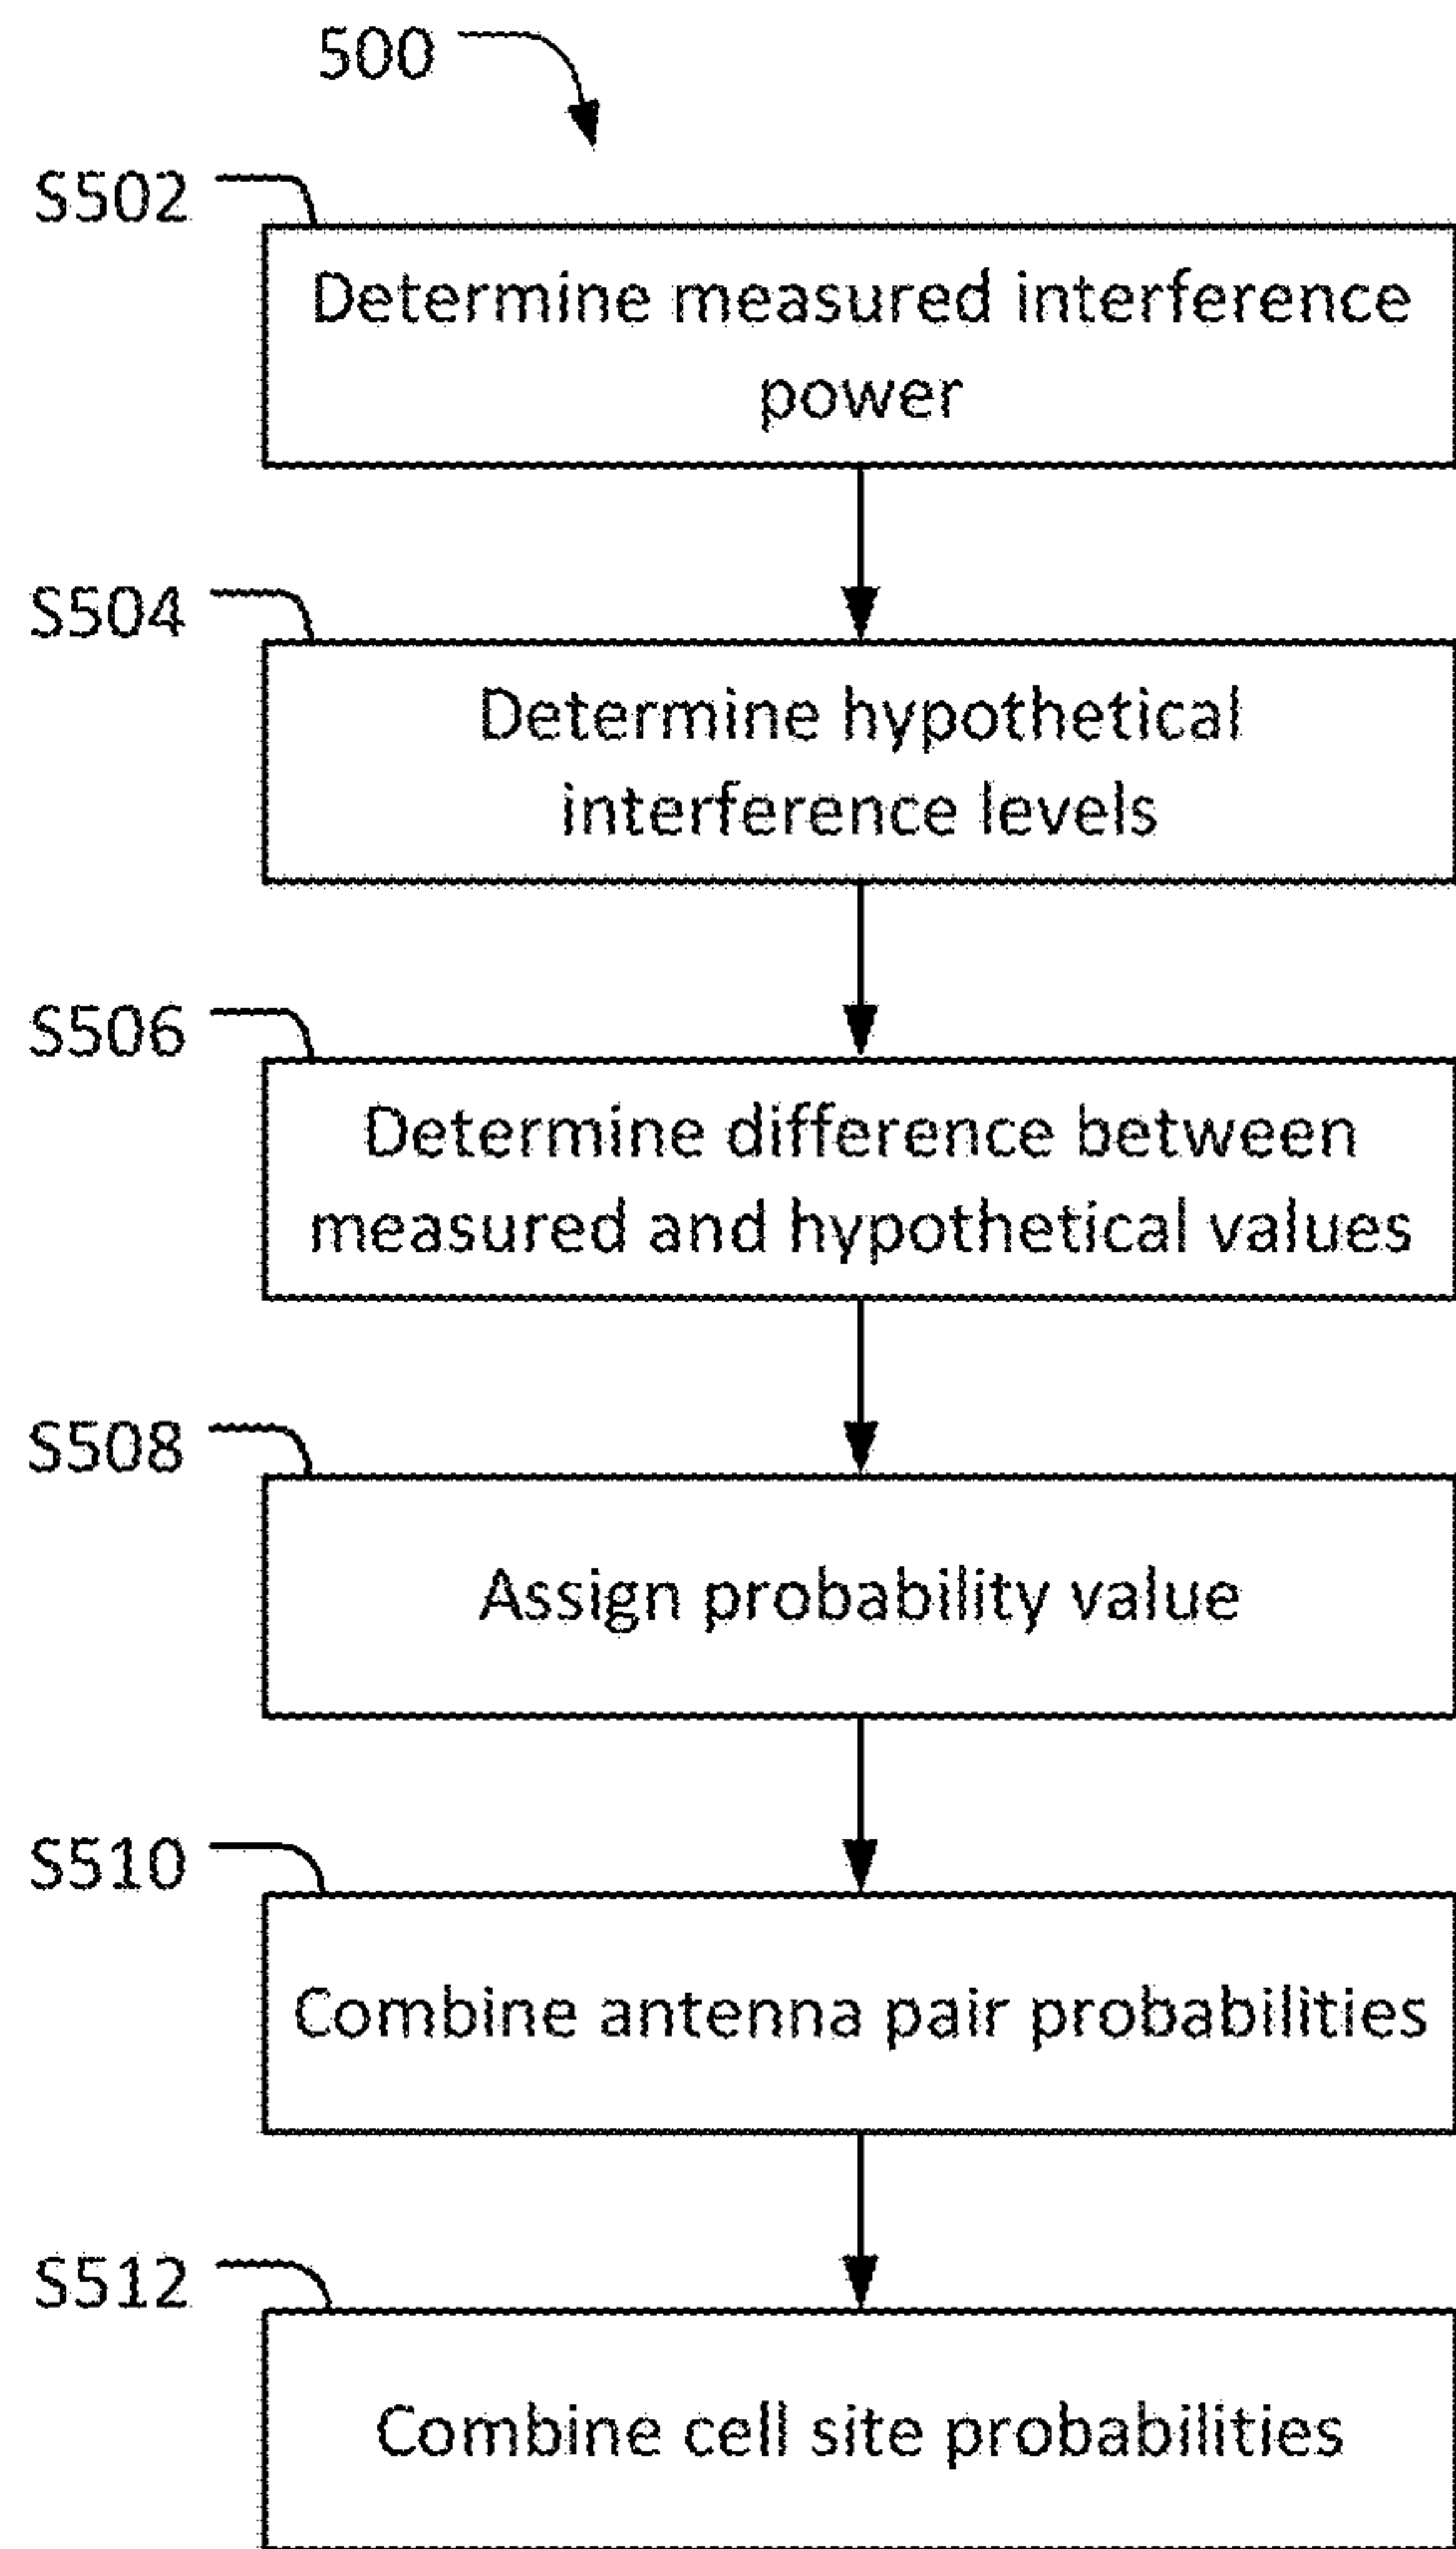 500
S502
Determine measured interference
power
S504
Determine hypothetical
interference levels
S506
Determine difference between
measured and hypothetical values
S508
Assign probability value
S510
Combine antenna pair probabilities
S512
Combine cell site probabilities